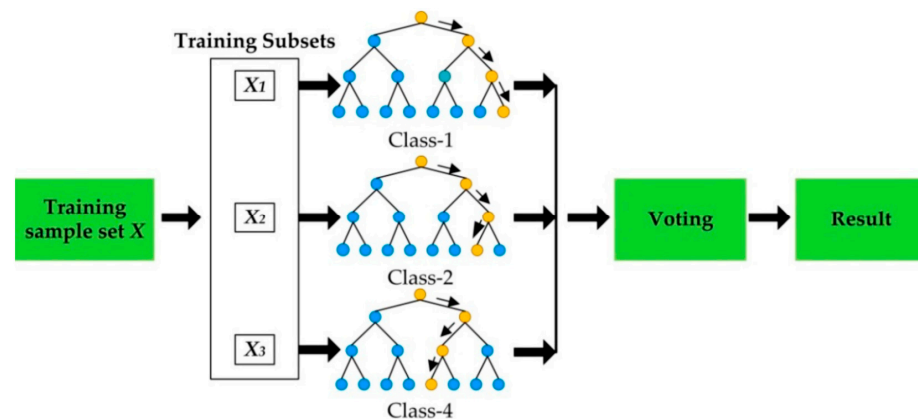 Training Subsets
X1
Class-1
Training
sample set X
X2
Class-2
Voting
Result
X3
Class-4